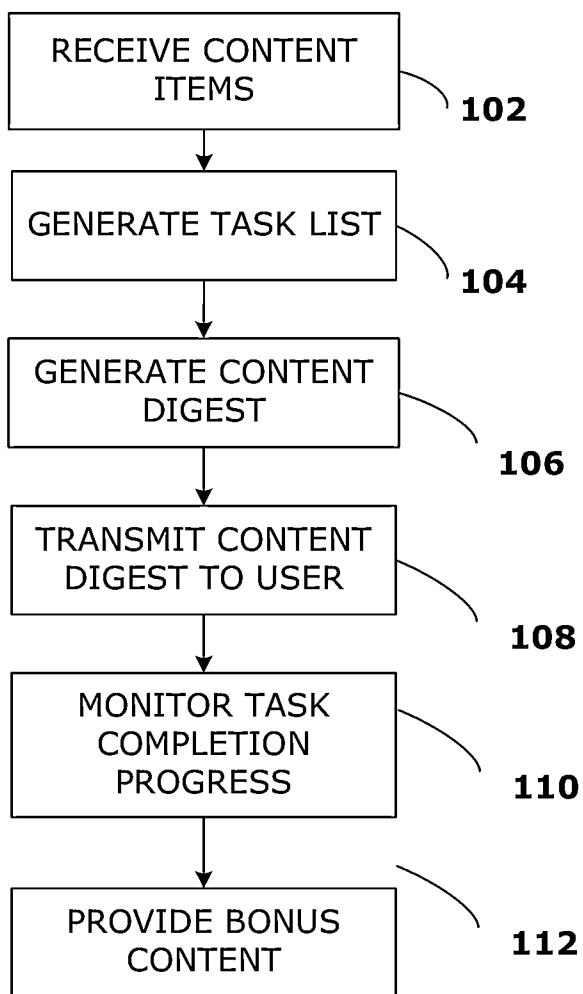 RECEIVE CONTENT
ITEMS
102
GENERATE TASK LIST
104
GENERATE CONTENT
DIGEST
106
TRANSMIT CONTENT
DIGEST TO USER
108
MONITOR TASK
COMPLETION
PROGRESS
110
PROVIDE BONUS
CONTENT
112